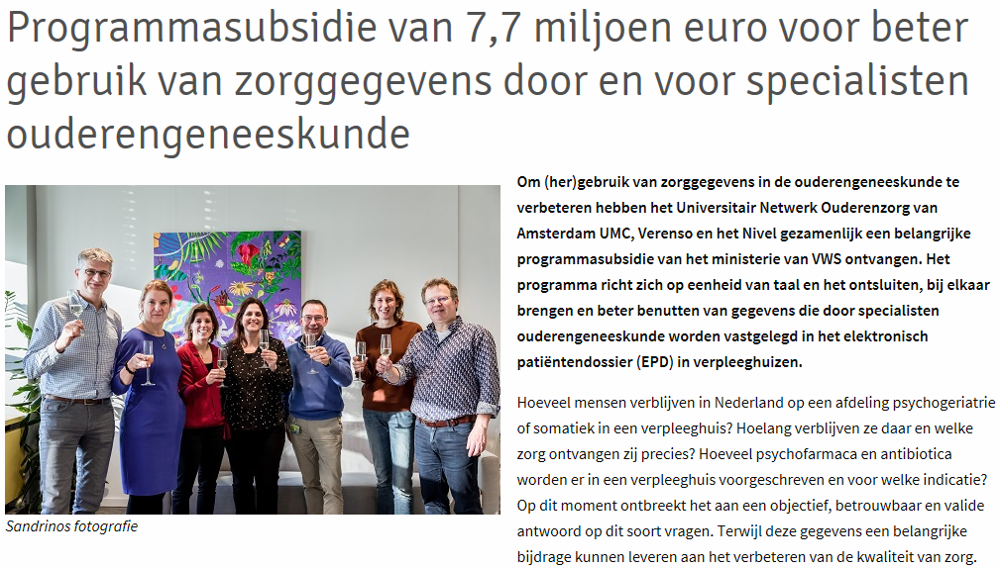 Programmasubsidie van 7,7 miljoen euro voor beter
gebruik van zorggegevens door en voor specialisten
ouderengeneeskunde
Om (her)gebruik van zorggegevens in de ouderengeneeskunde te
verbeteren hebben het Universitair Netwerk Ouderenzorg van
Amsterdam UMC, Verenso en het Nivel gezamenlijk een belangrijke
programmasubsidie van het ministerie van VWS ontvangen. Het
programma richt zich op eenheid van taal en het ontsluiten, bij elkaar
brengen en beter benutten van gegevens die door specialisten
ouderengeneeskunde worden vastgelegd in het elektronisch
patiëntendossier (EPD) in verpleeghuizen.
Hoeveel mensen verblijven in Nederland op een afdeling psychogeriatrie
of somatiek in een verpleeghuis? Hoelang verblijven ze daar en welke
zorg ontvangen zij precies? Hoeveel psychofarmaca en antibiotica
worden er in een verpleeghuis voorgeschreven en voor welke indicatie?
Op dit moment ontbreekt het aan een objectief, betrouwbaar en valide
antwoord op dit soort vragen. Terwijl deze gegevens een belangrijke
bijdrage kunnen leveren aan het verbeteren van de kwaliteit van zorg.
Sandrinos fotografie